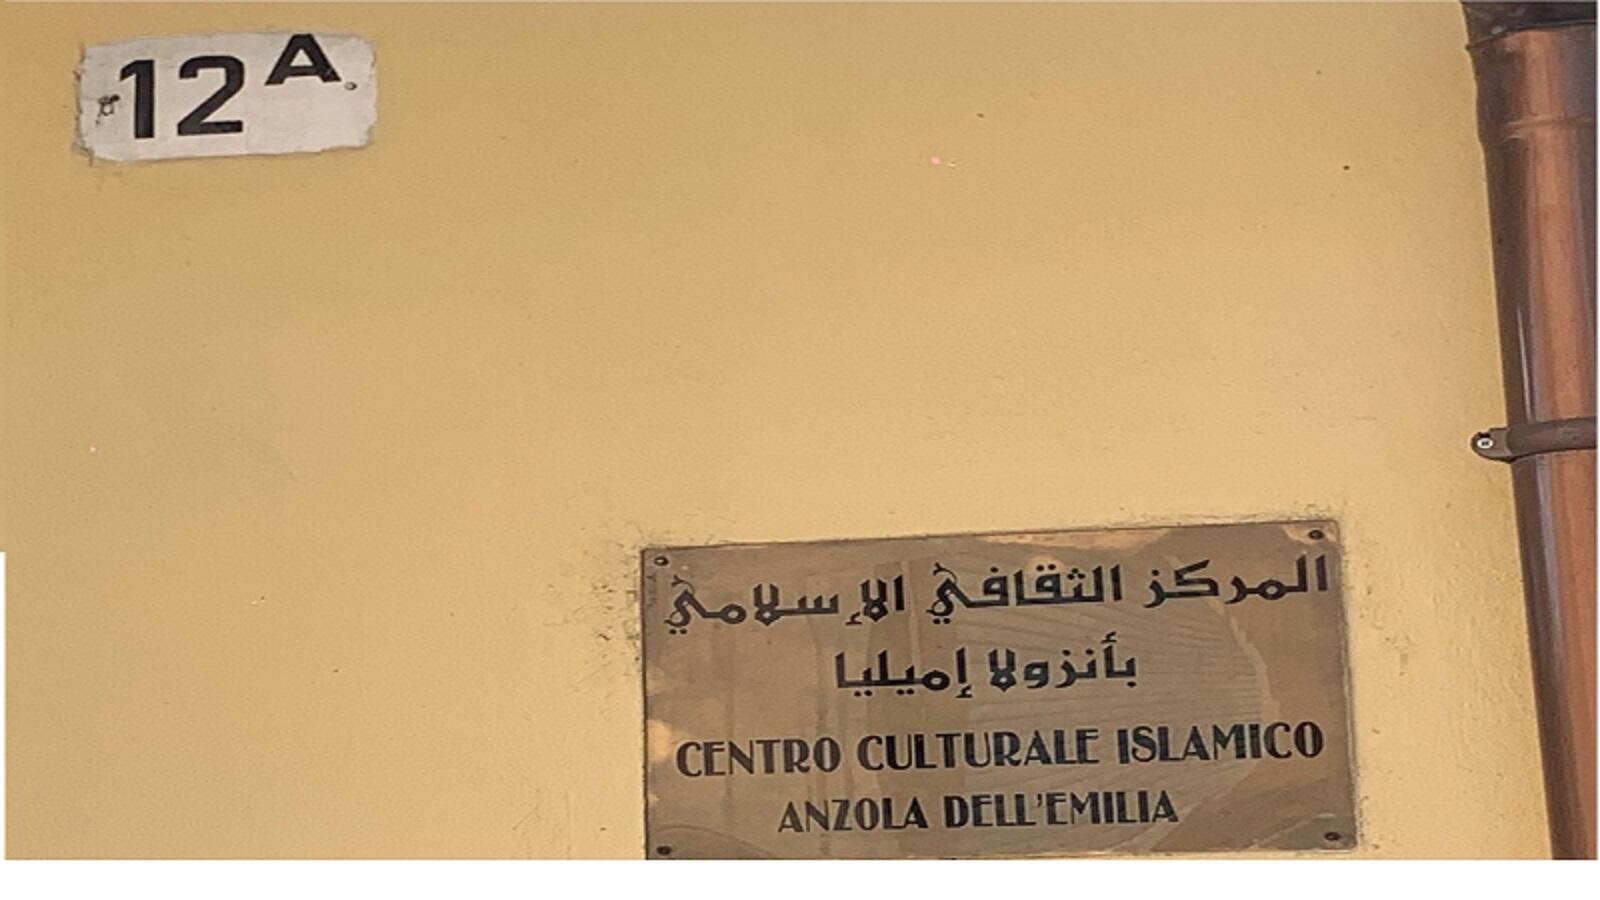 12A
المركز الثقافي الإسلامي
بأنزولا إميليا
CENTRO CULTURALE ISLAMICO
ANZOLA DELL'EMILIA